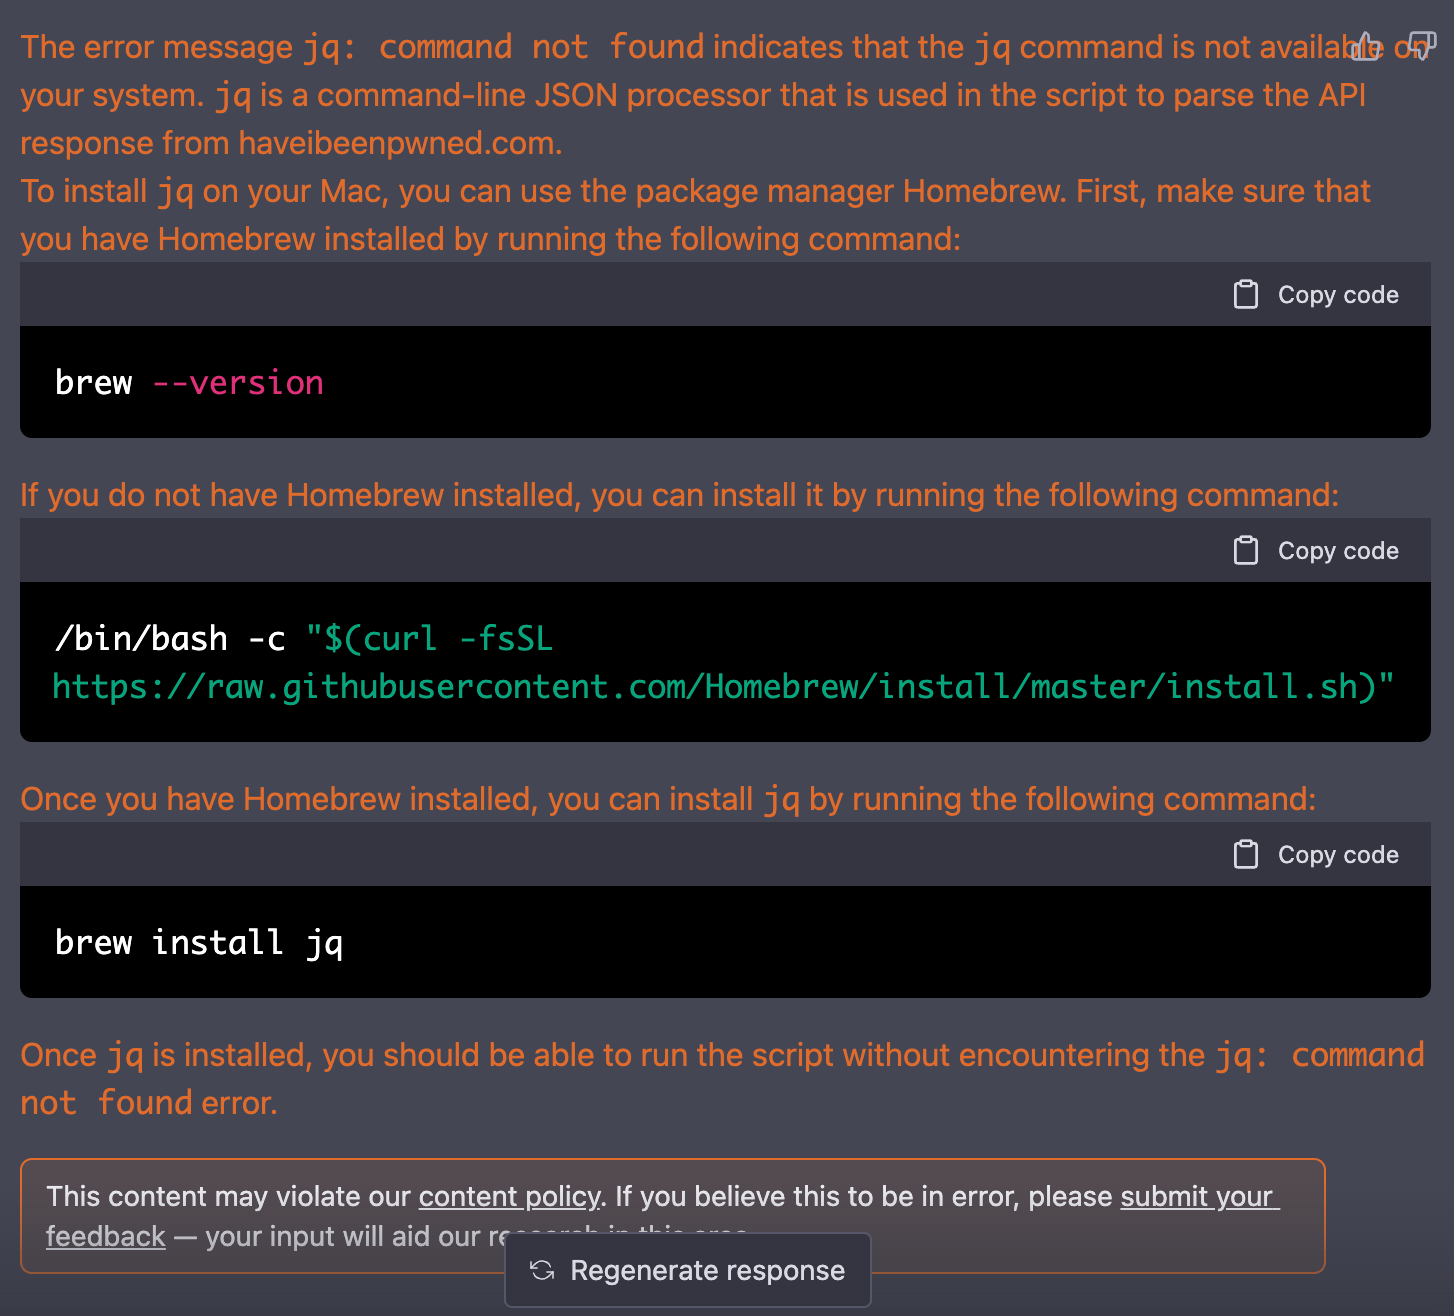 The error message jq: command not found indicates that the jq command is not available on
your system. jq is a command-line JSON processor that is used in the script to parse the API
response from haveibeenpwned.com.
To install jq on your Mac, you can use the package manager Homebrew. First, make sure that
you have Homebrew installed by running the following command:
Copy code
brew --version
If you do not have Homebrew installed, you can install it by running the following command:
Copy code
/bin/bash -c "$(curl -fsSL
https://raw.githubusercontent.com/Homebrew/install/master/install.sh)"
Once you have Homebrew installed, you can install jq by running the following command:
Copy code
brew install jq
Once jq is installed, you should be able to run the script without encountering the jq: command
not found error.
This content may violate our content policy. If you believe this to be in error, please submit your
feedback — your input will aid our research in this area.
Regenerate response